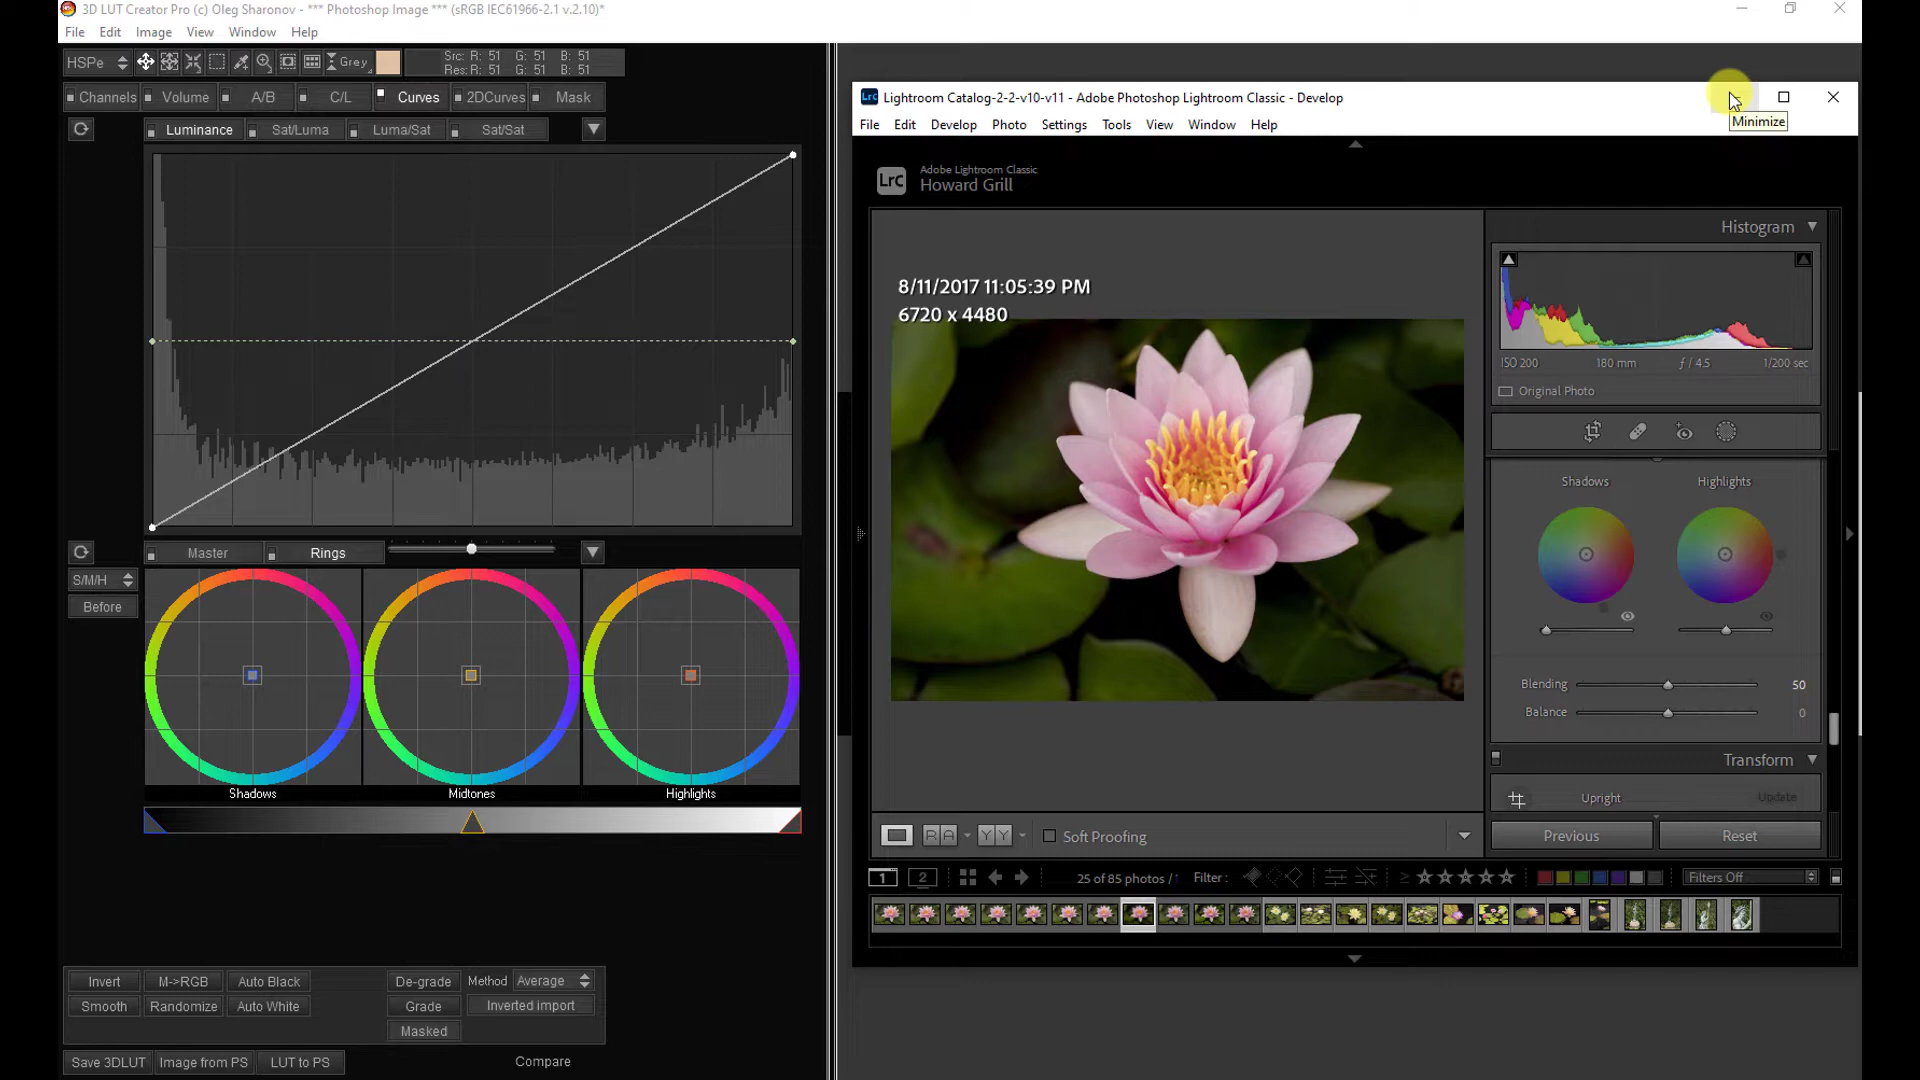 3D LUT Creator Pro (c) Oleg Sharonov - *** Photoshop Image *** (sRGB IEC61966-2.1 v.2.10)*
File Edit Image View Window Help
HSPe
Grey
Src: R: 51 G: 51 B: 51
Res: R: 51 G: 51 B: 51
Channels Volume A/B C/L Curves 2DCurves Mask
Luminance Sat/Luma Luma/Sat Sat/Sat
Master Rings
S/M/H
Before
Shadows Midtones Highlights
Invert M->RGB Auto Black De-grade Method Average
Smooth Randomize Auto White Grade Inverted import
Masked
Save 3DLUT Image from PS LUT to PS Compare
Lrc Lightroom Catalog-2-2-v10-v11 - Adobe Photoshop Lightroom Classic - Develop
Minimize
File Edit Develop Photo Settings Tools View Window Help
Lrc
Adobe Lightroom Classic
Howard Grill
8/11/2017 11:05:39 PM
6720 x 4480
Histogram
ISO 200 180 mm ƒ / 4.5 1/200 sec
Original Photo
Shadows Highlights
Blending 50
Balance 0
Transform
Upright Update
Previous Reset
R A Y Y Soft Proofing
1 2 25 of 85 photos / Filter : ≥ Filters Off